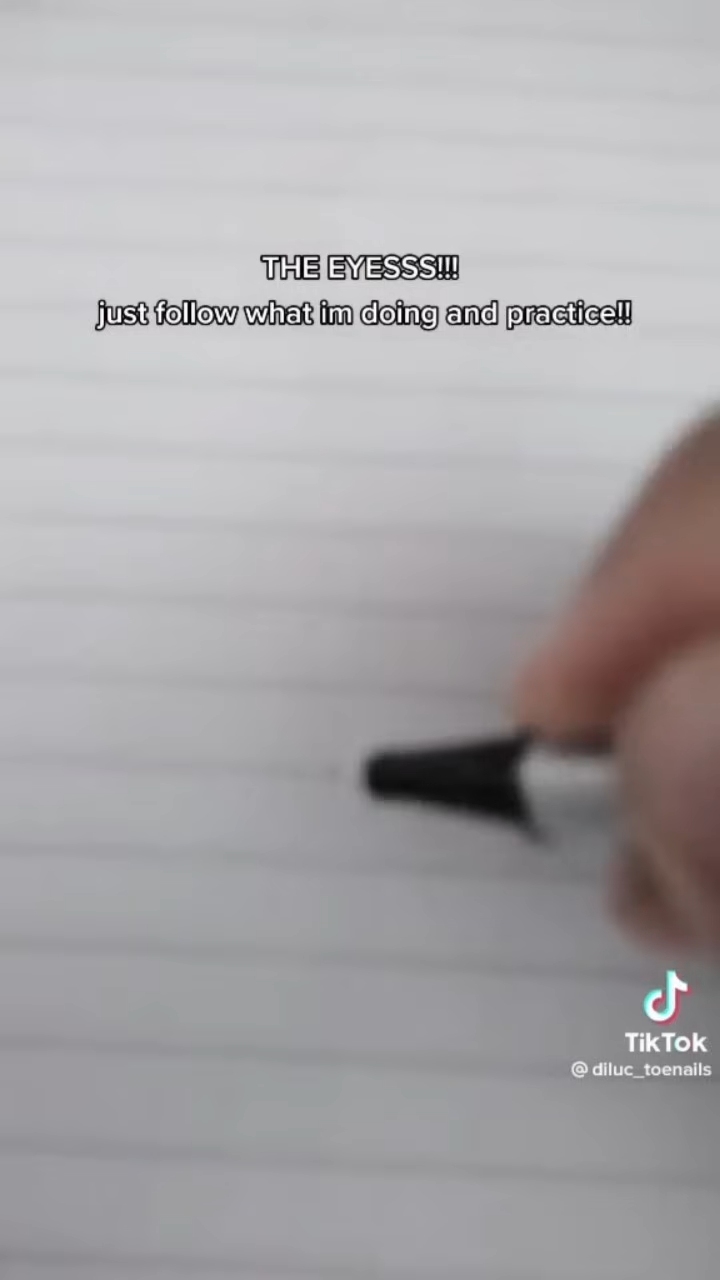 THE EYESSS!!!
just follow what im doing and practice!!
TikTok
@diluc_toenails